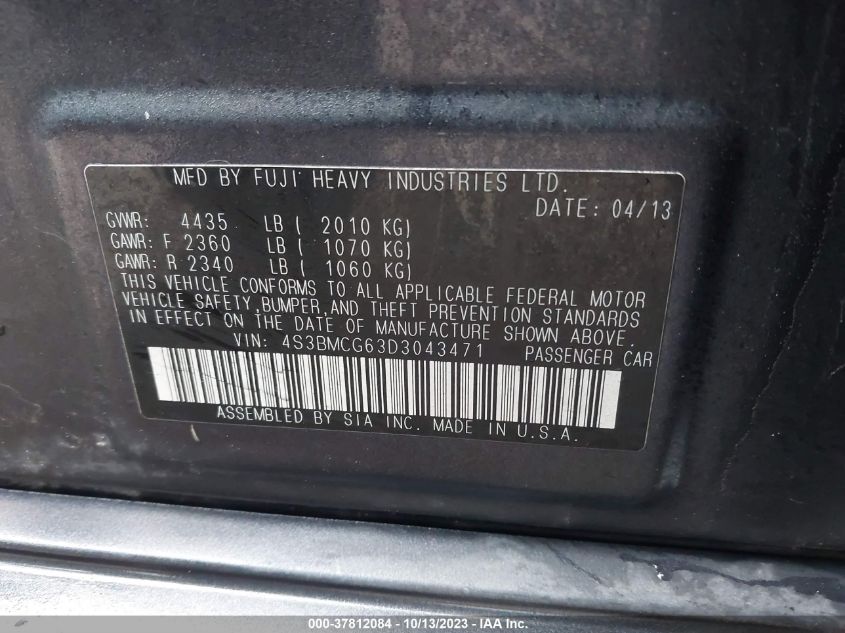 MFD BY FUJI HEAVY INDUSTRIES LTD.
DATE: 04/13
GVWR: 4435 LB ( 2010 KG)
GAWR: F 2360 LB ( 1070 KG)
GAWR: R 2340 LB ( 1060 KG)
THIS VEHICLE CONFORMS TO ALL APPLICABLE FEDERAL MOTOR
VEHICLE SAFETY, BUMPER, AND THEFT PREVENTION STANDARDS
IN EFFECT ON THE DATE OF MANUFACTURE SHOWN ABOVE.
VIN: 4S3BMCG63D3043471 PASSENGER CAR
ASSEMBLED BY SIA INC. MADE IN U.S.A.
000-37812084 - 10/13/2023 - IAAI.com